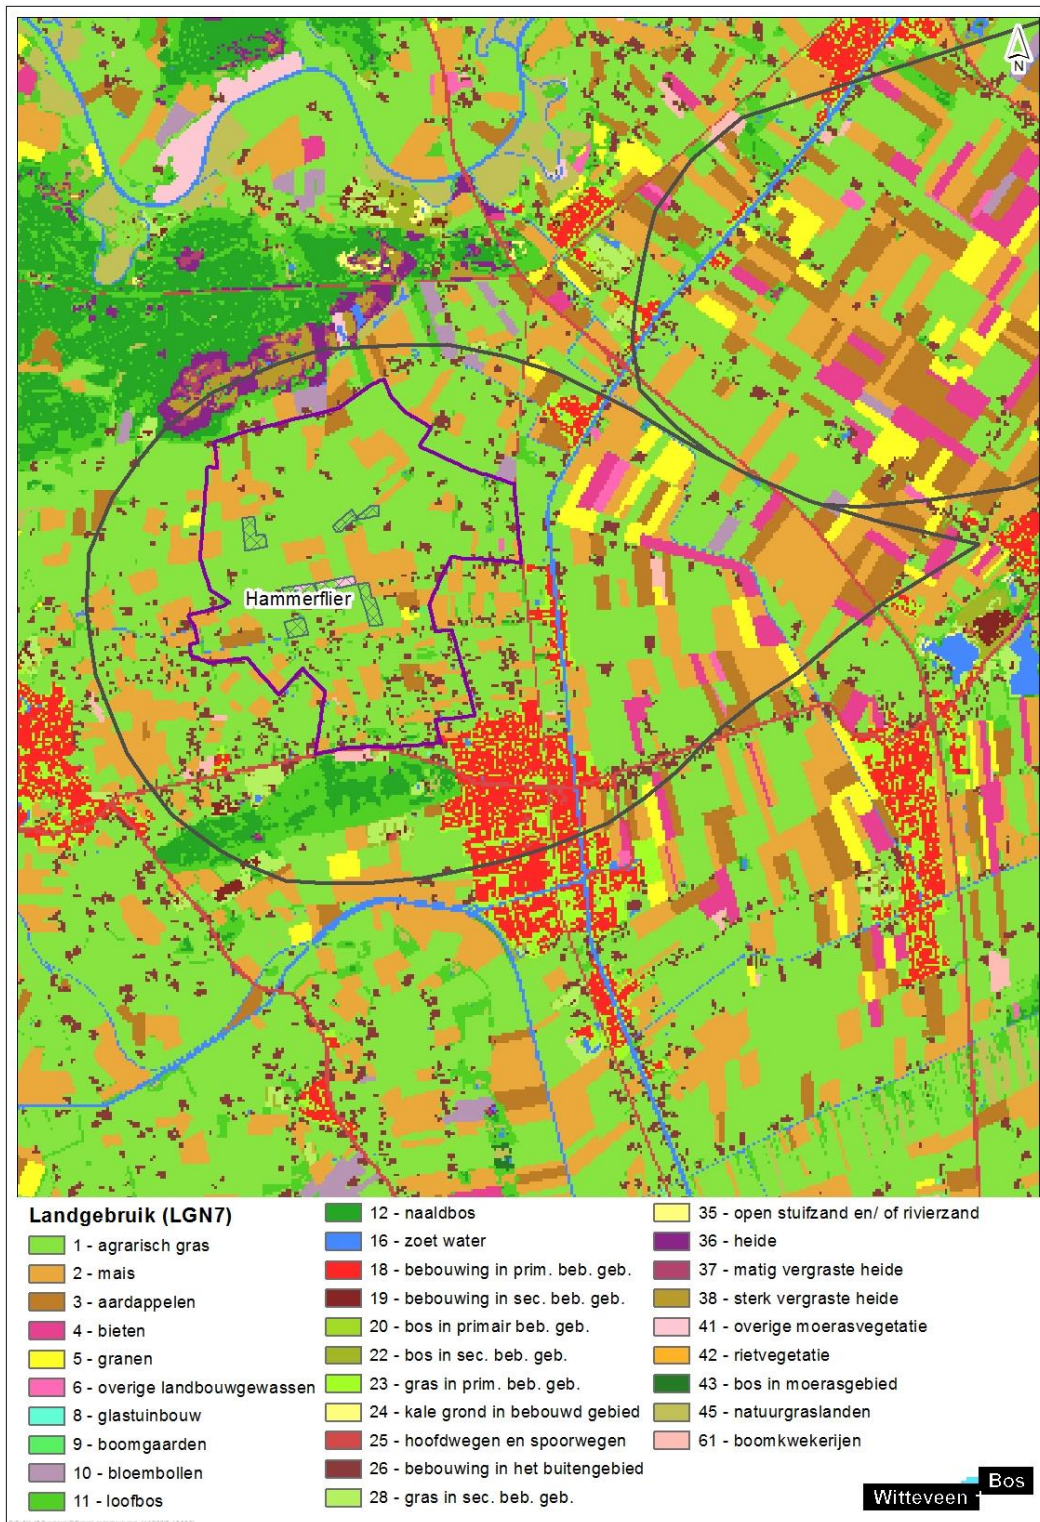 N
Hammerflier
Landgebruik (LGN7)
1 - agrarisch gras
2 - mais
3 - aardappelen
4 - bieten
5 - granen
6 - overige landbouwgewassen
8 - glastuinbouw
9 - boomgaarden
10 - bloembollen
11 - loofbos
12 - naaldbos
16 - zoet water
18 - bebouwing in prim. beb. geb.
19 - bebouwing in sec. beb. geb.
20 - bos in primair beb. geb.
22 - bos in sec. beb. geb.
23 - gras in prim. beb. geb.
24 - kale grond in bebouwd gebied
25 - hoofdwegen en spoorwegen
26 - bebouwing in het buitengebied
28 - gras in sec. beb. geb.
35 - open stuifzand en/ of rivierzand
36 - heide
37 - matig vergraste heide
38 - sterk vergraste heide
41 - overige moerasvegetatie
42 - rietvegetatie
43 - bos in moerasgebied
45 - natuurgraslanden
61 - boomkwekerijen
Witteveen + Bos